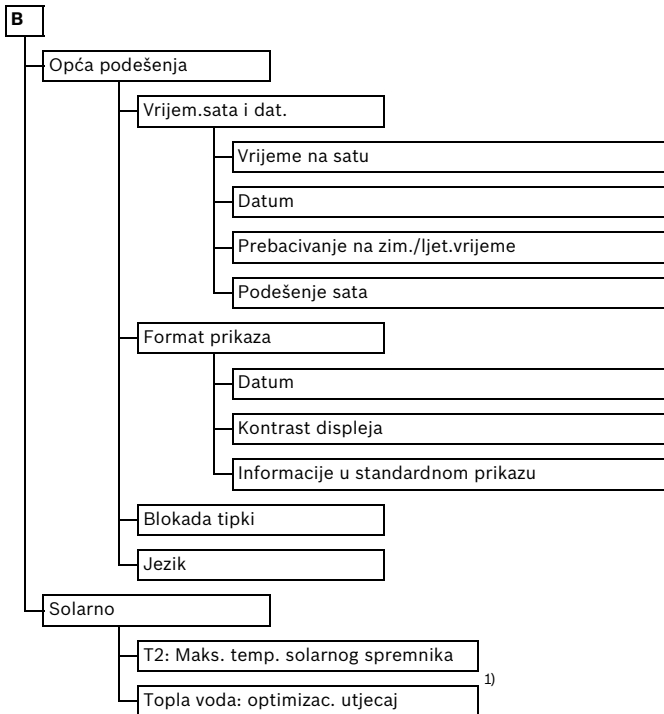 B
Opća podešenja
Vrijem.sata i dat.
Vrijeme na satu
Datum
Prebacivanje na zim./ljet.vrijeme
Podešenje sata
Format prikaza
Datum
Kontrast displeja
Informacije u standardnom prikazu
Blokada tipki
Jezik
Solarno
T2: Maks. temp. solarnog spremnika
1)
Topla voda: optimizac. utjecaj